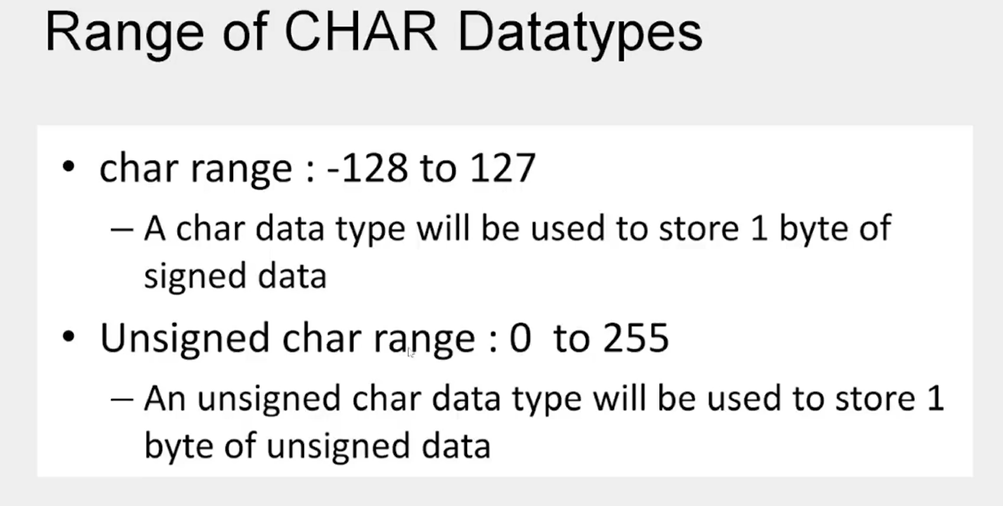 Range of CHAR Datatypes
• char range : -128 to 127
– A char data type will be used to store 1 byte of
signed data
• Unsigned char range : 0  to 255
– An unsigned char data type will be used to store 1
byte of unsigned data